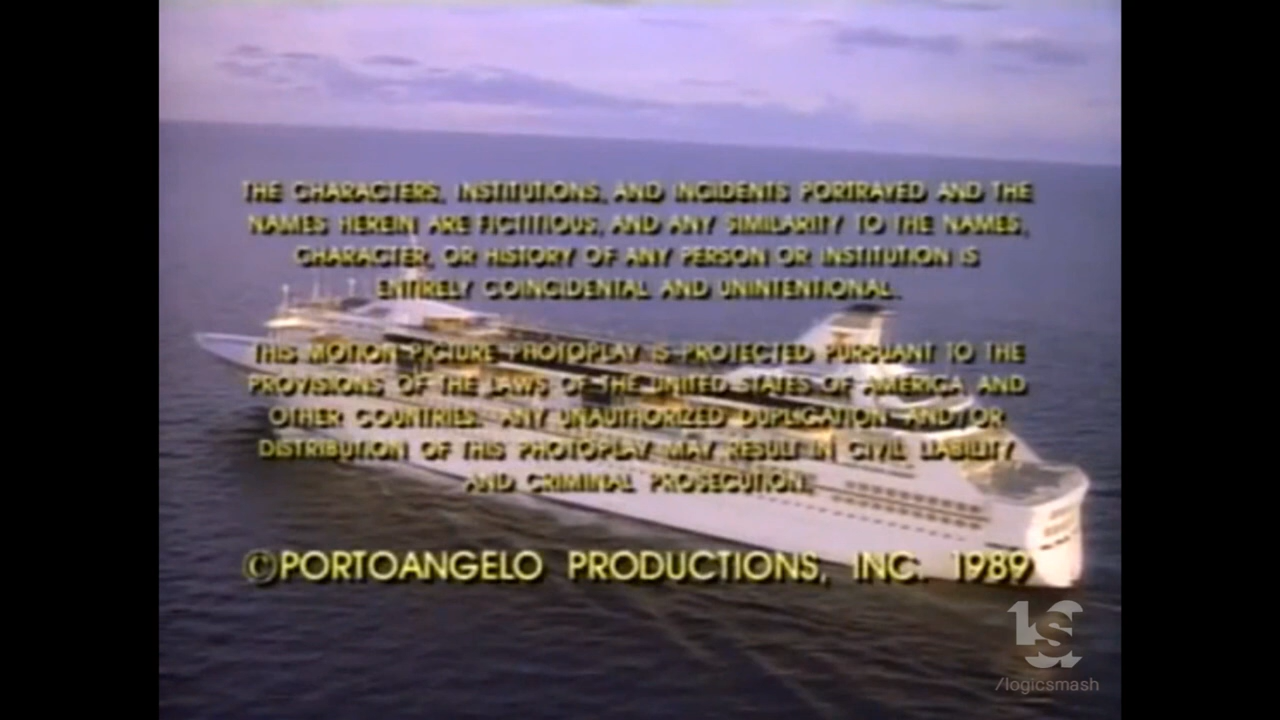 THE CHARACTERS, INSTITUTIONS, AND INCIDENTS PORTRAYED AND THE
NAMES HEREIN ARE FICTITIOUS, AND ANY SIMILARITY TO THE NAMES,
CHARACTER, OR HISTORY OF ANY PERSON OR INSTITUTION IS
ENTIRELY COINCIDENTAL AND UNINTENTIONAL.
THIS MOTION PICTURE PHOTOPLAY IS PROTECTED PURSUANT TO THE
PROVISIONS OF THE LAWS OF THE UNITED STATES OF AMERICA AND
OTHER COUNTRIES. ANY UNAUTHORIZED DUPLICATION AND/OR
DISTRIBUTION OF THIS PHOTOPLAY MAY RESULT IN CIVIL LIABILITY
AND CRIMINAL PROSECUTION.
©PORTOANGELO PRODUCTIONS, INC. 1989
LS
/logicsmash